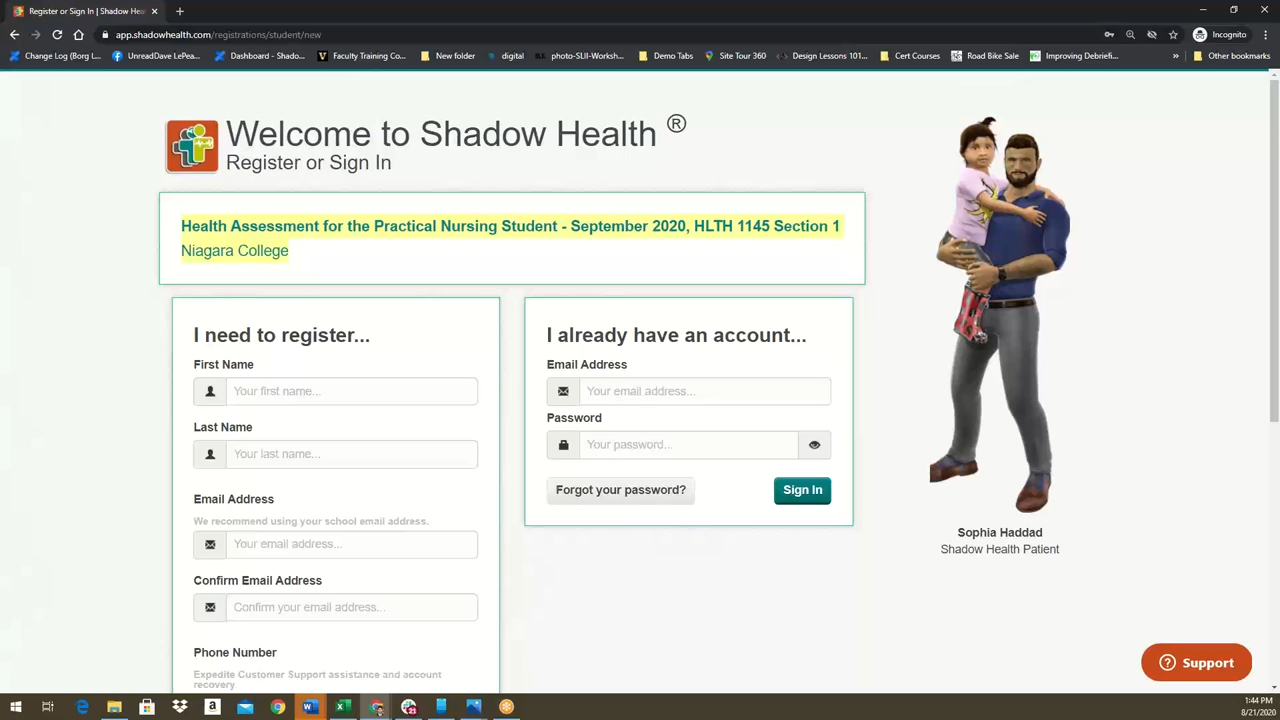 Register or Sign In | Shadow Hea
app.shadowhealth.com/registrations/student/new
Incognito
Change Log (Borg L...
UnreadDave LePea...
Dashboard - Shado...
Faculty Training Co...
New folder
digital
photo-SLII-Worksh...
Demo Tabs
Site Tour 360
Design Lessons 101...
Cert Courses
Road Bike Sale
Improving Debriefi...
Other bookmarks
Welcome to Shadow Health ®
Register or Sign In
Health Assessment for the Practical Nursing Student - September 2020, HLTH 1145 Section 1
Niagara College
I need to register...
First Name
Your first name...
Last Name
Your last name...
Email Address
We recommend using your school email address.
Your email address...
Confirm Email Address
Confirm your email address...
Phone Number
Expedite Customer Support assistance and account
recovery.
I already have an account...
Email Address
Your email address...
Password
Your password...
Forgot your password?
Sign In
Sophia Haddad
Shadow Health Patient
Support
1:44 PM
8/21/2020